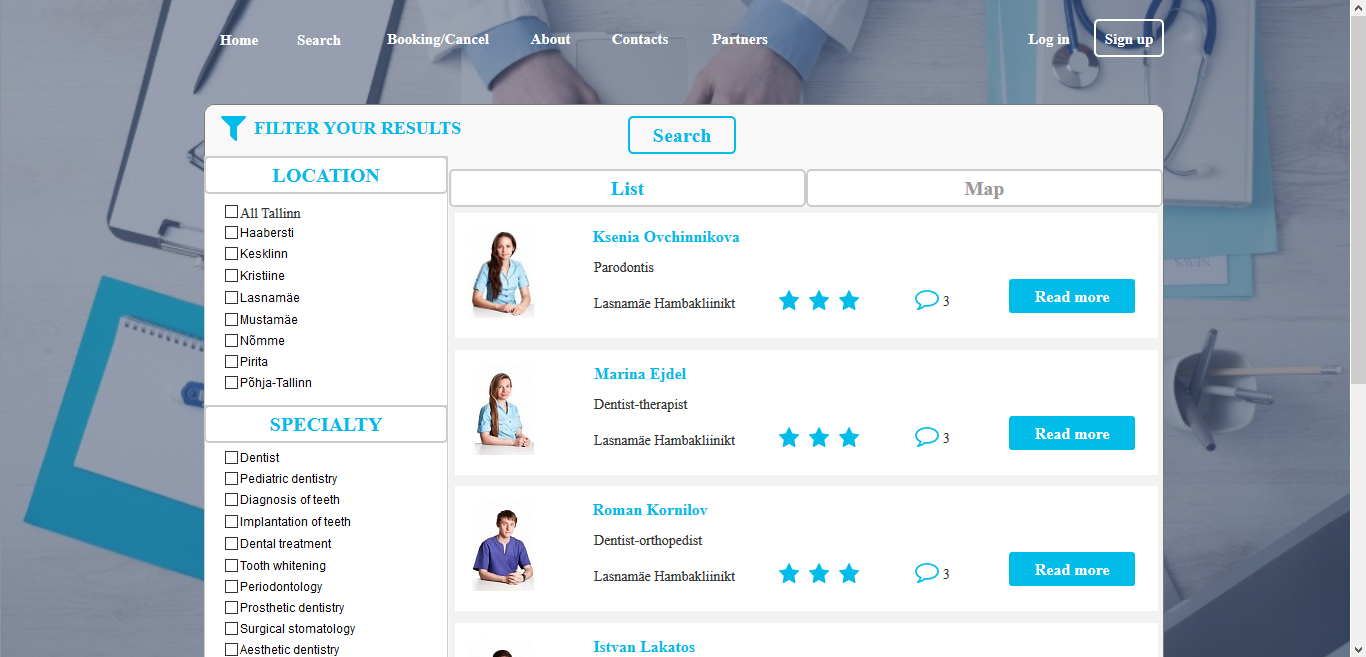 Home Search Booking/Cancel About Contacts Partners Log in Sign up
FILTER YOUR RESULTS
Search
LOCATION
All Tallinn
Haabersti
Kesklinn
Kristiine
Lasnamäe
Mustamäe
Nõmme
Pirita
Põhja-Tallinn
SPECIALTY
Dentist
Pediatric dentistry
Diagnosis of teeth
Implantation of teeth
Dental treatment
Tooth whitening
Periodontology
Prosthetic dentistry
Surgical stomatology
Aesthetic dentistry
List Map
Ksenia Ovchinnikova
Parodontis
Lasnamäe Hambakliinikt 3 Read more
Marina Ejdel
Dentist-therapist
Lasnamäe Hambakliinikt 3 Read more
Roman Kornilov
Dentist-orthopedist
Lasnamäe Hambakliinikt 3 Read more
Istvan Lakatos